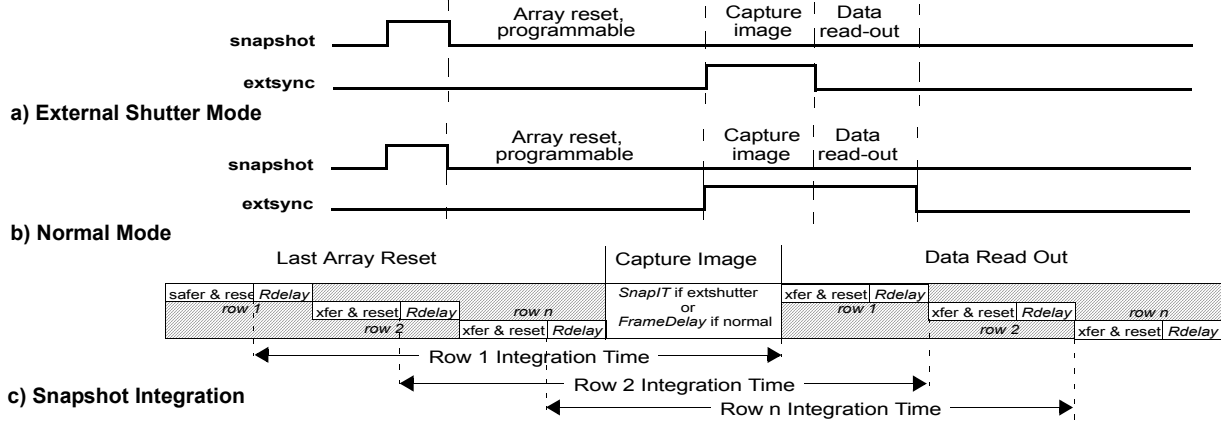 Array reset, programmable
Capture image
Data read-out
snapshot
extsync
a) External Shutter Mode
Array reset, programmable
Capture image
Data read-out
snapshot
extsync
b) Normal Mode
Last Array Reset
Capture Image
Data Read Out
safer & rese
Rdelay
row 1
xfer & reset
Rdelay
row 2
row n
xfer & reset
Rdelay
SnapIT if extshutter
or
FrameDelay if normal
xfer & reset
Rdelay
row 1
xfer & reset
Rdelay
row 2
row n
xfer & reset
Rdelay
Row 1 Integration Time
Row 2 Integration Time
Row n Integration Time
c) Snapshot Integration